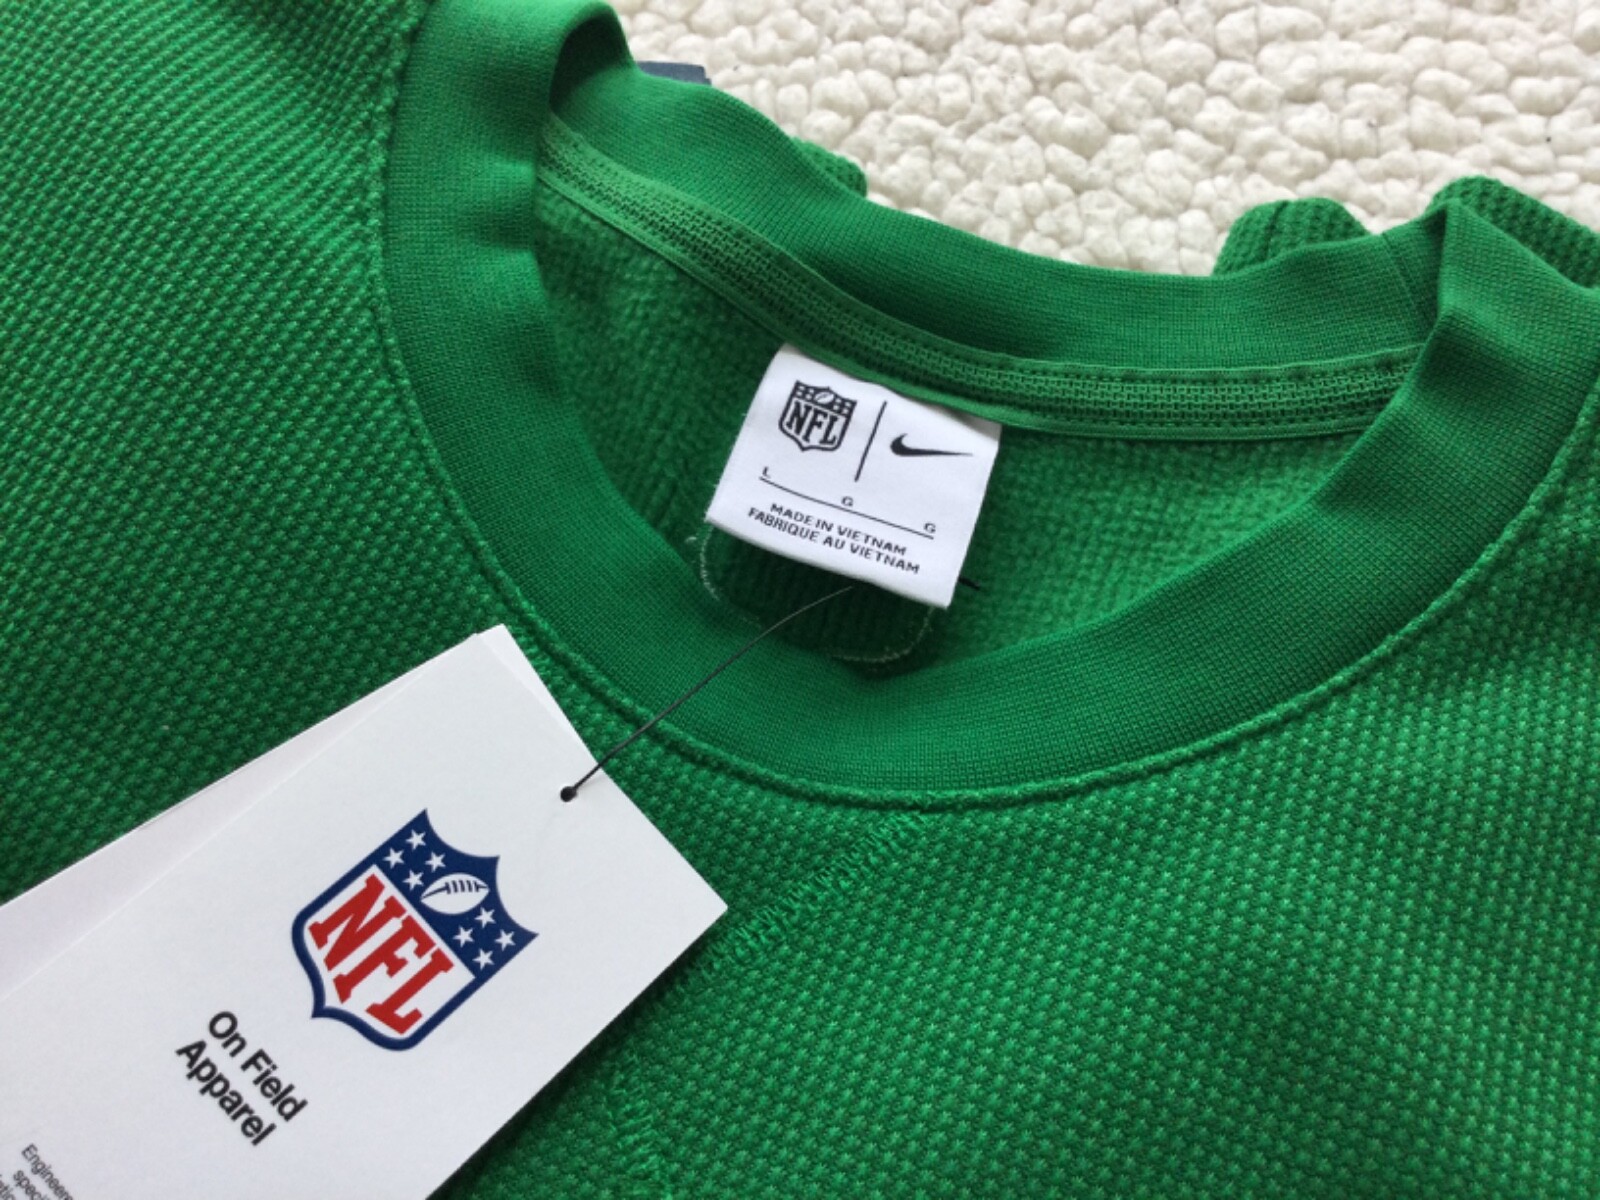 NFL
L
G
G
MADE IN VIETNAM
FABRIQUE AU VIETNAM
NFL
On Field
Apparel